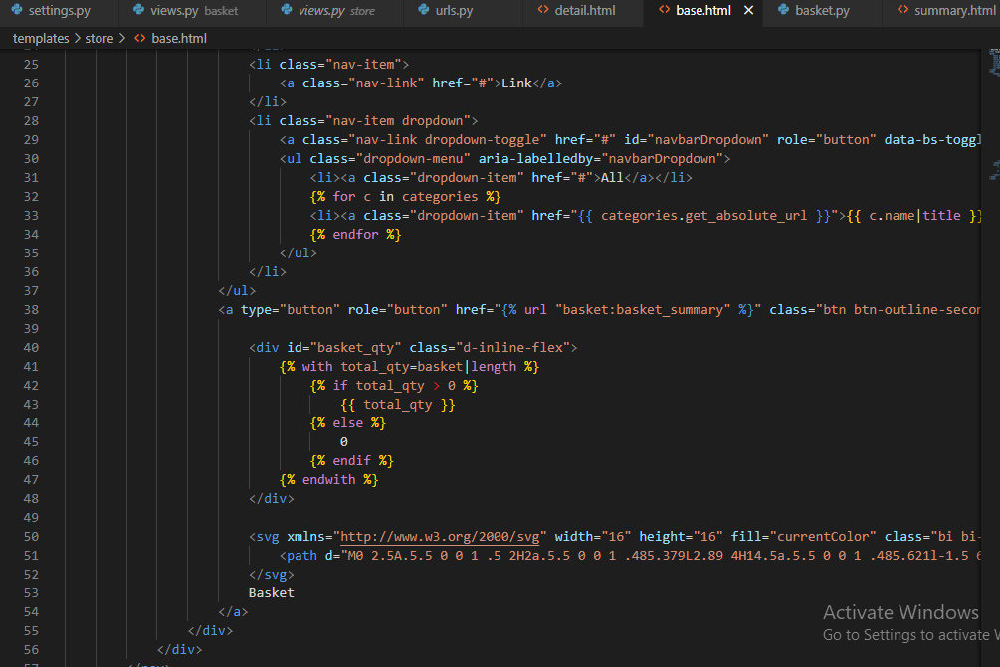 settings.py views.py basket views.py store urls.py detail.html base.html basket.py summary.html
templates > store > base.html
25 <li class="nav-item">
26 <a class="nav-link" href="#">Link</a>
27 </li>
28 <li class="nav-item dropdown">
29 <a class="nav-link dropdown-toggle" href="#" id="navbarDropdown" role="button" data-bs-toggl
30 <ul class="dropdown-menu" aria-labelledby="navbarDropdown">
31 <li><a class="dropdown-item" href="#">All</a></li>
32 {% for c in categories %}
33 <li><a class="dropdown-item" href="{{ categories.get_absolute_url }}">{{ c.name|title }}
34 {% endfor %}
35 </ul>
36 </li>
37 </ul>
38 <a type="button" role="button" href="{% url "basket:basket_summary" %}" class="btn btn-outline-secon
39
40 <div id="basket_qty" class="d-inline-flex">
41 {% with total_qty=basket|length %}
42 {% if total_qty > 0 %}
43 {{ total_qty }}
44 {% else %}
45 0
46 {% endif %}
47 {% endwith %}
48 </div>
49
50 <svg xmlns="http://www.w3.org/2000/svg" width="16" height="16" fill="currentColor" class="bi bi-
51 <path d="M0 2.5A.5.5 0 0 1 .5 2H2a.5.5 0 0 1 .485.379L2.89 4H14.5a.5.5 0 0 1 .485.621l-1.5 6
52 </svg>
53 Basket
54 </a>
55 </div>
56 </div>
Activate Windows
Go to Settings to activate W